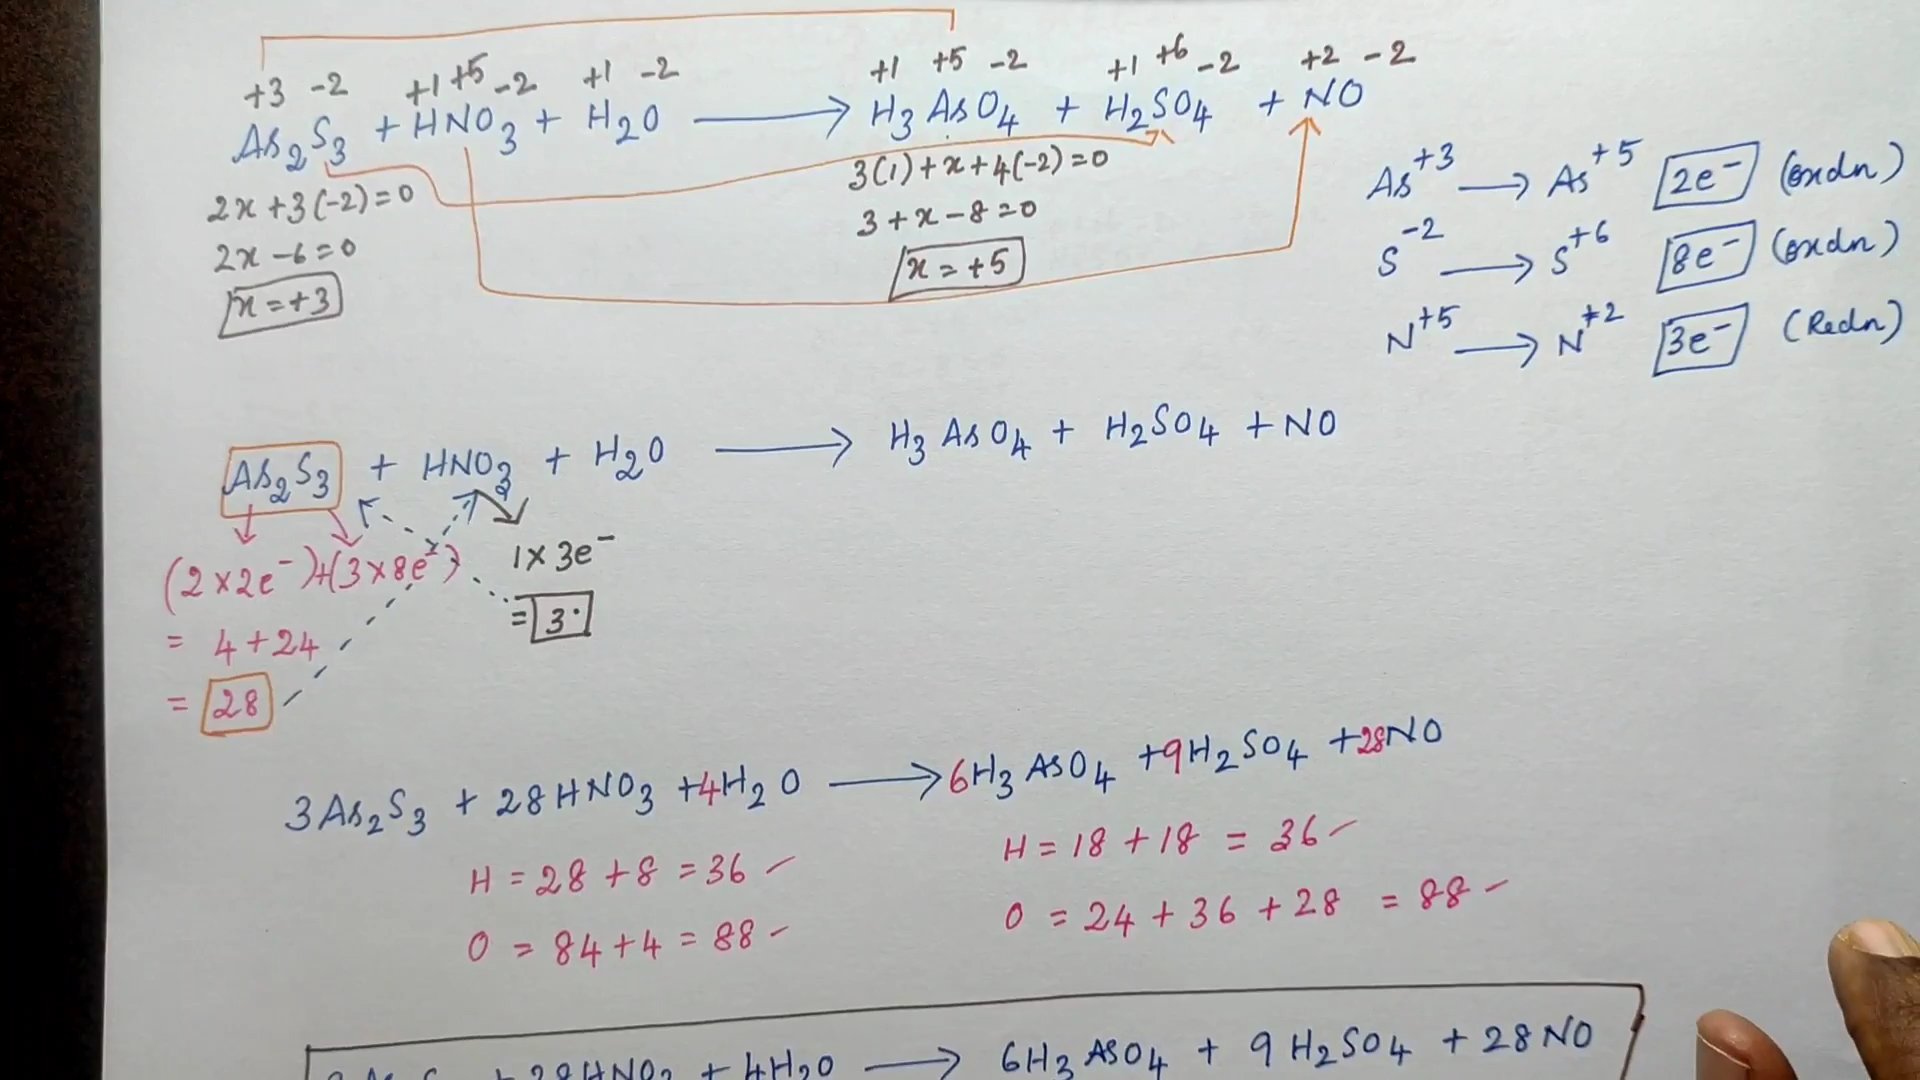 +3 -2 +1 +5 -2 +1 -2 +1 +5 -2 +1 +6 -2 +2 -2
As₂S₃ + HNO₃ + H₂O ⟶ H₃AsO₄ + H₂SO₄ + NO
2x+3(-2)=0
2x-6=0
x=+3
3(1)+x+4(-2)=0
3+x-8=0
x=+5
As⁺³ ⟶ As⁺⁵ 2e⁻ (oxdn)
S⁻² ⟶ S⁺⁶ 8e⁻ (oxdn)
N⁺⁵ ⟶ N⁺² 3e⁻ (Redn)
As₂S₃ + HNO₃ + H₂O ⟶ H₃AsO₄ + H₂SO₄ + NO
(2×2e⁻)+(3×8e⁻)
= 4+24
= 28
1×3e⁻
= 3
3As₂S₃ + 28HNO₃ +4H₂O ⟶ 6H₃AsO₄ +9H₂SO₄ +28NO
H = 28+8 =36
O = 84+4 = 88
H = 18+18 = 36
O = 24+36+28 = 88
+ 28HNO₃ + 4H₂O ⟶ 6H₃AsO₄ + 9H₂SO₄ + 28NO